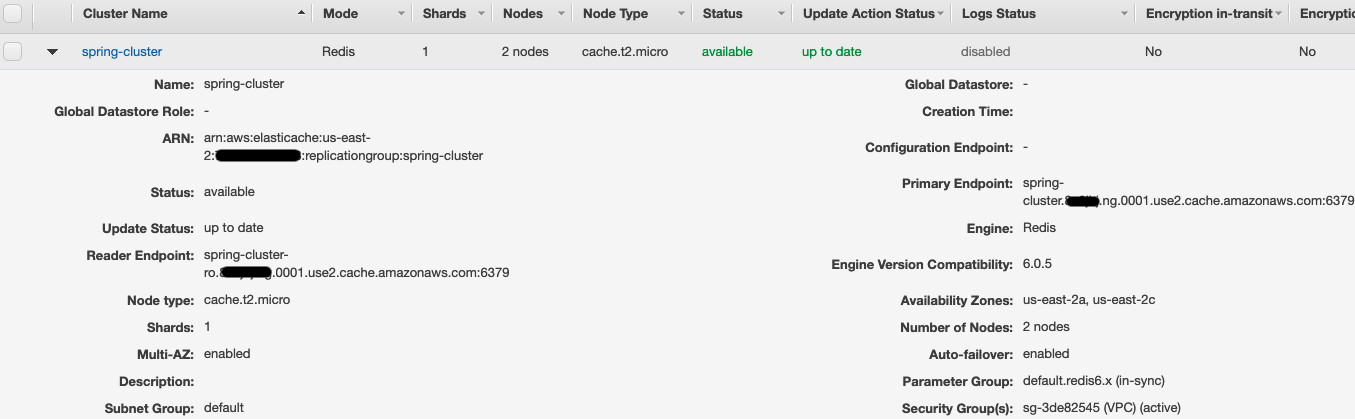 Cluster Name Mode Shards Nodes Node Type Status Update Action Status Logs Status Encryption in-transit
spring-cluster Redis 1 2 nodes cache.t2.micro available up to date disabled No No
Name: spring-cluster
Global Datastore: -
Global Datastore Role: -
Creation Time:
ARN: arn:aws:elasticache:us-east-
2: :replicationgroup:spring-cluster
Configuration Endpoint: -
Status: available
Primary Endpoint: spring-
cluster. .ng.0001.use2.cache.amazonaws.com:6379
Update Status: up to date
Engine: Redis
Reader Endpoint: spring-cluster-
ro. .0001.use2.cache.amazonaws.com:6379
Engine Version Compatibility: 6.0.5
Node type: cache.t2.micro
Availability Zones: us-east-2a, us-east-2c
Shards: 1
Number of Nodes: 2 nodes
Multi-AZ: enabled
Auto-failover: enabled
Description:
Parameter Group: default.redis6.x (in-sync)
Subnet Group: default
Security Group(s): sg-3de82545 (VPC) (active)